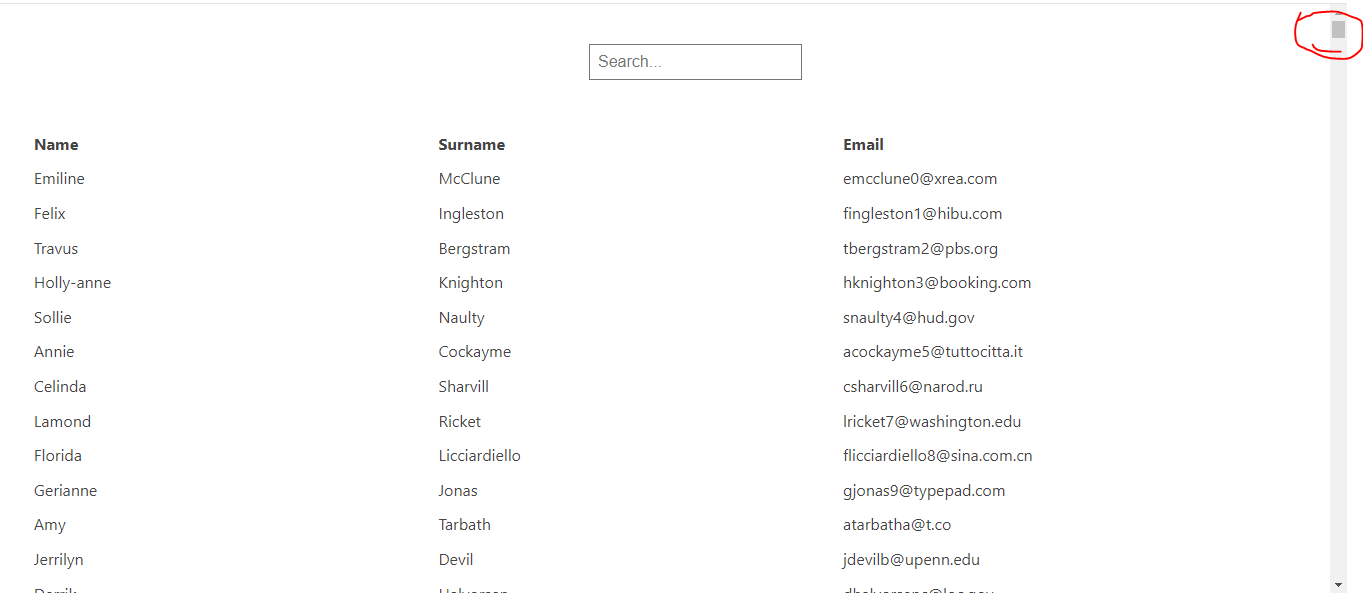 Search...
Name Surname Email
Emiline McClune emcclune0@xrea.com
Felix Ingleston fingleston1@hibu.com
Travus Bergstram tbergstram2@pbs.org
Holly-anne Knighton hknighton3@booking.com
Sollie Naulty snaulty4@hud.gov
Annie Cockayme acockayme5@tuttocitta.it
Celinda Sharvill csharvill6@narod.ru
Lamond Ricket lricket7@washington.edu
Florida Licciardiello flicciardiello8@sina.com.cn
Gerianne Jonas gjonas9@typepad.com
Amy Tarbath atarbatha@t.co
Jerrilyn Devil jdevilb@upenn.edu